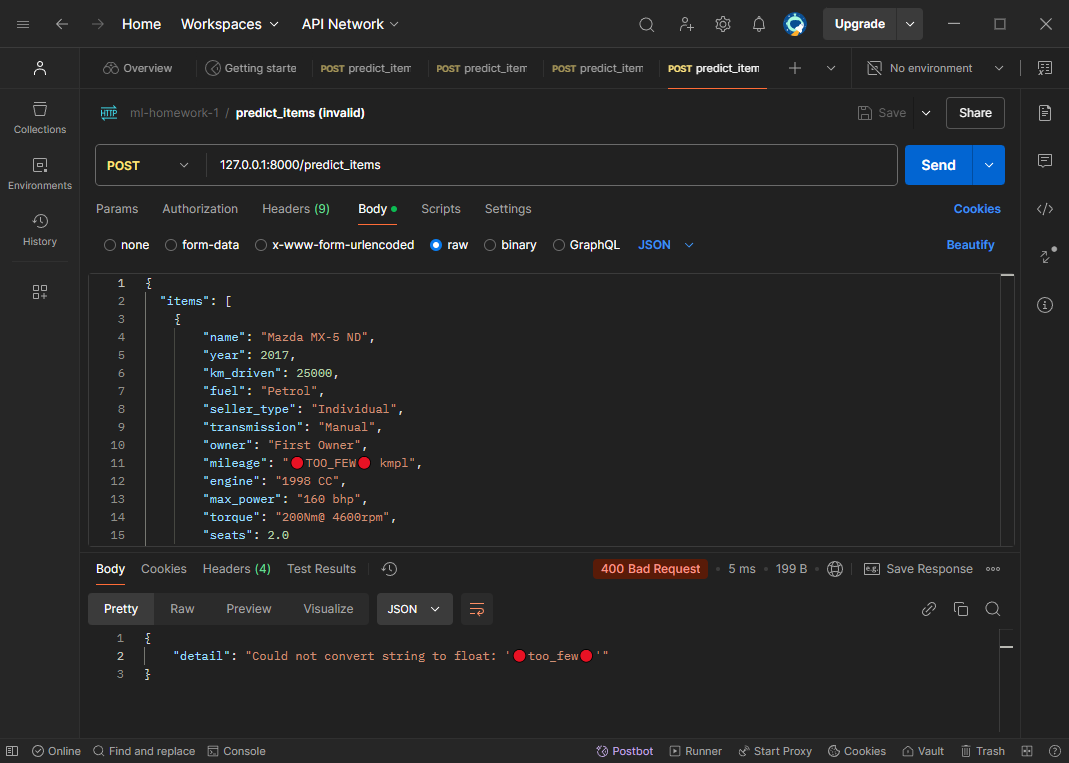 Home Workspaces API Network Upgrade
Overview Getting starte POST predict_item POST predict_item POST predict_item POST predict_item No environment
ml-homework-1 / predict_items (invalid) Save Share
HTTP
Collections
Environments
History
POST 127.0.0.1:8000/predict_items Send
Params Authorization Headers (9) Body Scripts Settings Cookies
none form-data x-www-form-urlencoded raw binary GraphQL JSON Beautify
1 {
2 "items": [
3 {
4 "name": "Mazda MX-5 ND",
5 "year": 2017,
6 "km_driven": 25000,
7 "fuel": "Petrol",
8 "seller_type": "Individual",
9 "transmission": "Manual",
10 "owner": "First Owner",
11 "mileage": "🔴TOO_FEW🔴 kmpl",
12 "engine": "1998 CC",
13 "max_power": "160 bhp",
14 "torque": "200Nm@ 4600rpm",
15 "seats": 2.0
Body Cookies Headers (4) Test Results 400 Bad Request 5 ms 199 B e.g. Save Response
Pretty Raw Preview Visualize JSON
1 {
2 "detail": "Could not convert string to float: '🔴too_few🔴'"
3 }
Online Find and replace Console Postbot Runner Start Proxy Cookies Vault Trash